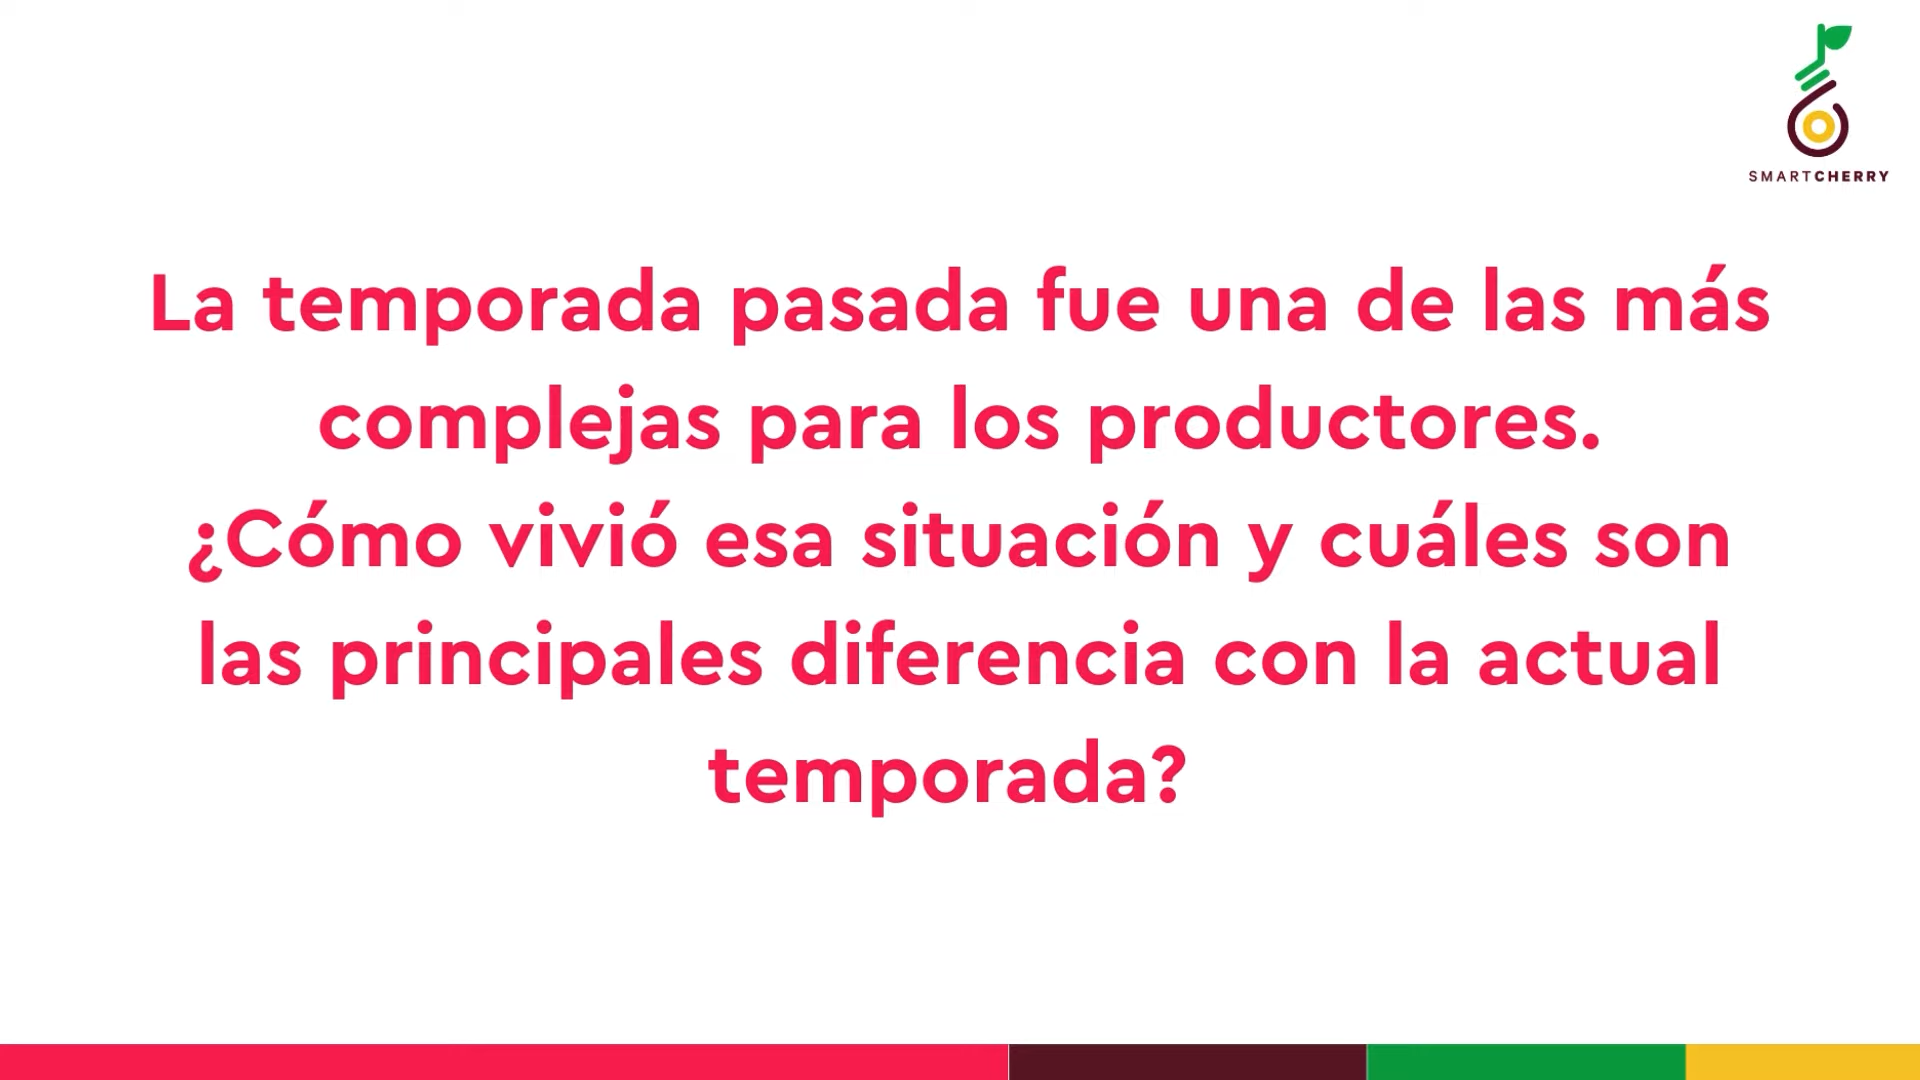 SMARTCHERRY
La temporada pasada fue una de las más
complejas para los productores.
¿Cómo vivió esa situación y cuáles son
las principales diferencia con la actual
temporada?